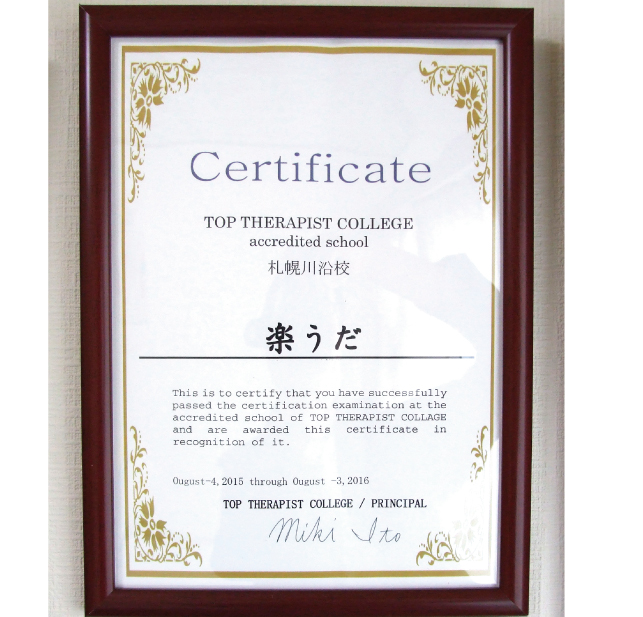 Certificate
TOP THERAPIST COLLEGE
accredited school
札幌川沿校
楽うだ
This is to certify that you have successfully
passed the certification examination at the
accredited school of TOP THERAPIST COLLAGE
and are awarded this certificate in
recognition of it.
Ougust-4,2015 through Ougust -3,2016
TOP THERAPIST COLLEGE / PRINCIPAL
Miki Ito